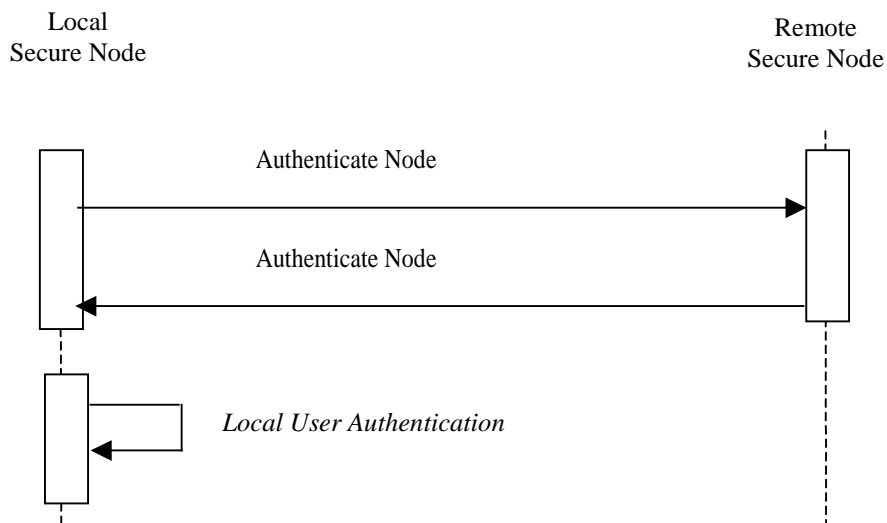 Local
Secure Node
Remote
Secure Node
Authenticate Node
Authenticate Node
Local User Authentication